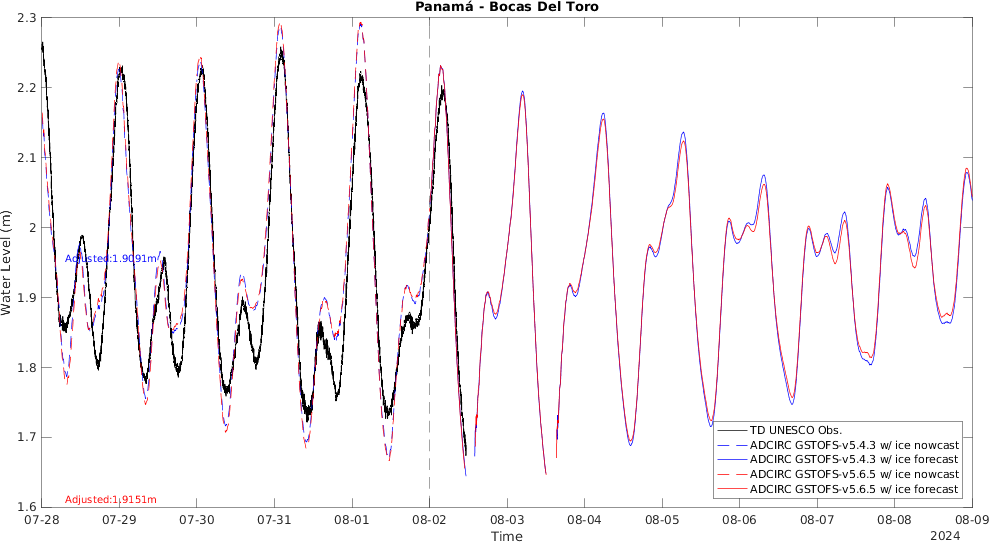 Panamá - Bocas Del Toro
Water Level (m)
2.3
2.2
2.1
2
1.9
1.8
1.7
1.6
Adjusted:1.9091m
Adjusted:1.9151m
TD UNESCO Obs.
ADCIRC GSTOFS-v5.4.3 w/ ice nowcast
ADCIRC GSTOFS-v5.4.3 w/ ice forecast
ADCIRC GSTOFS-v5.6.5 w/ ice nowcast
ADCIRC GSTOFS-v5.6.5 w/ ice forecast
07-28 07-29 07-30 07-31 08-01 08-02 08-03 08-04 08-05 08-06 08-07 08-08 08-09
Time
2024